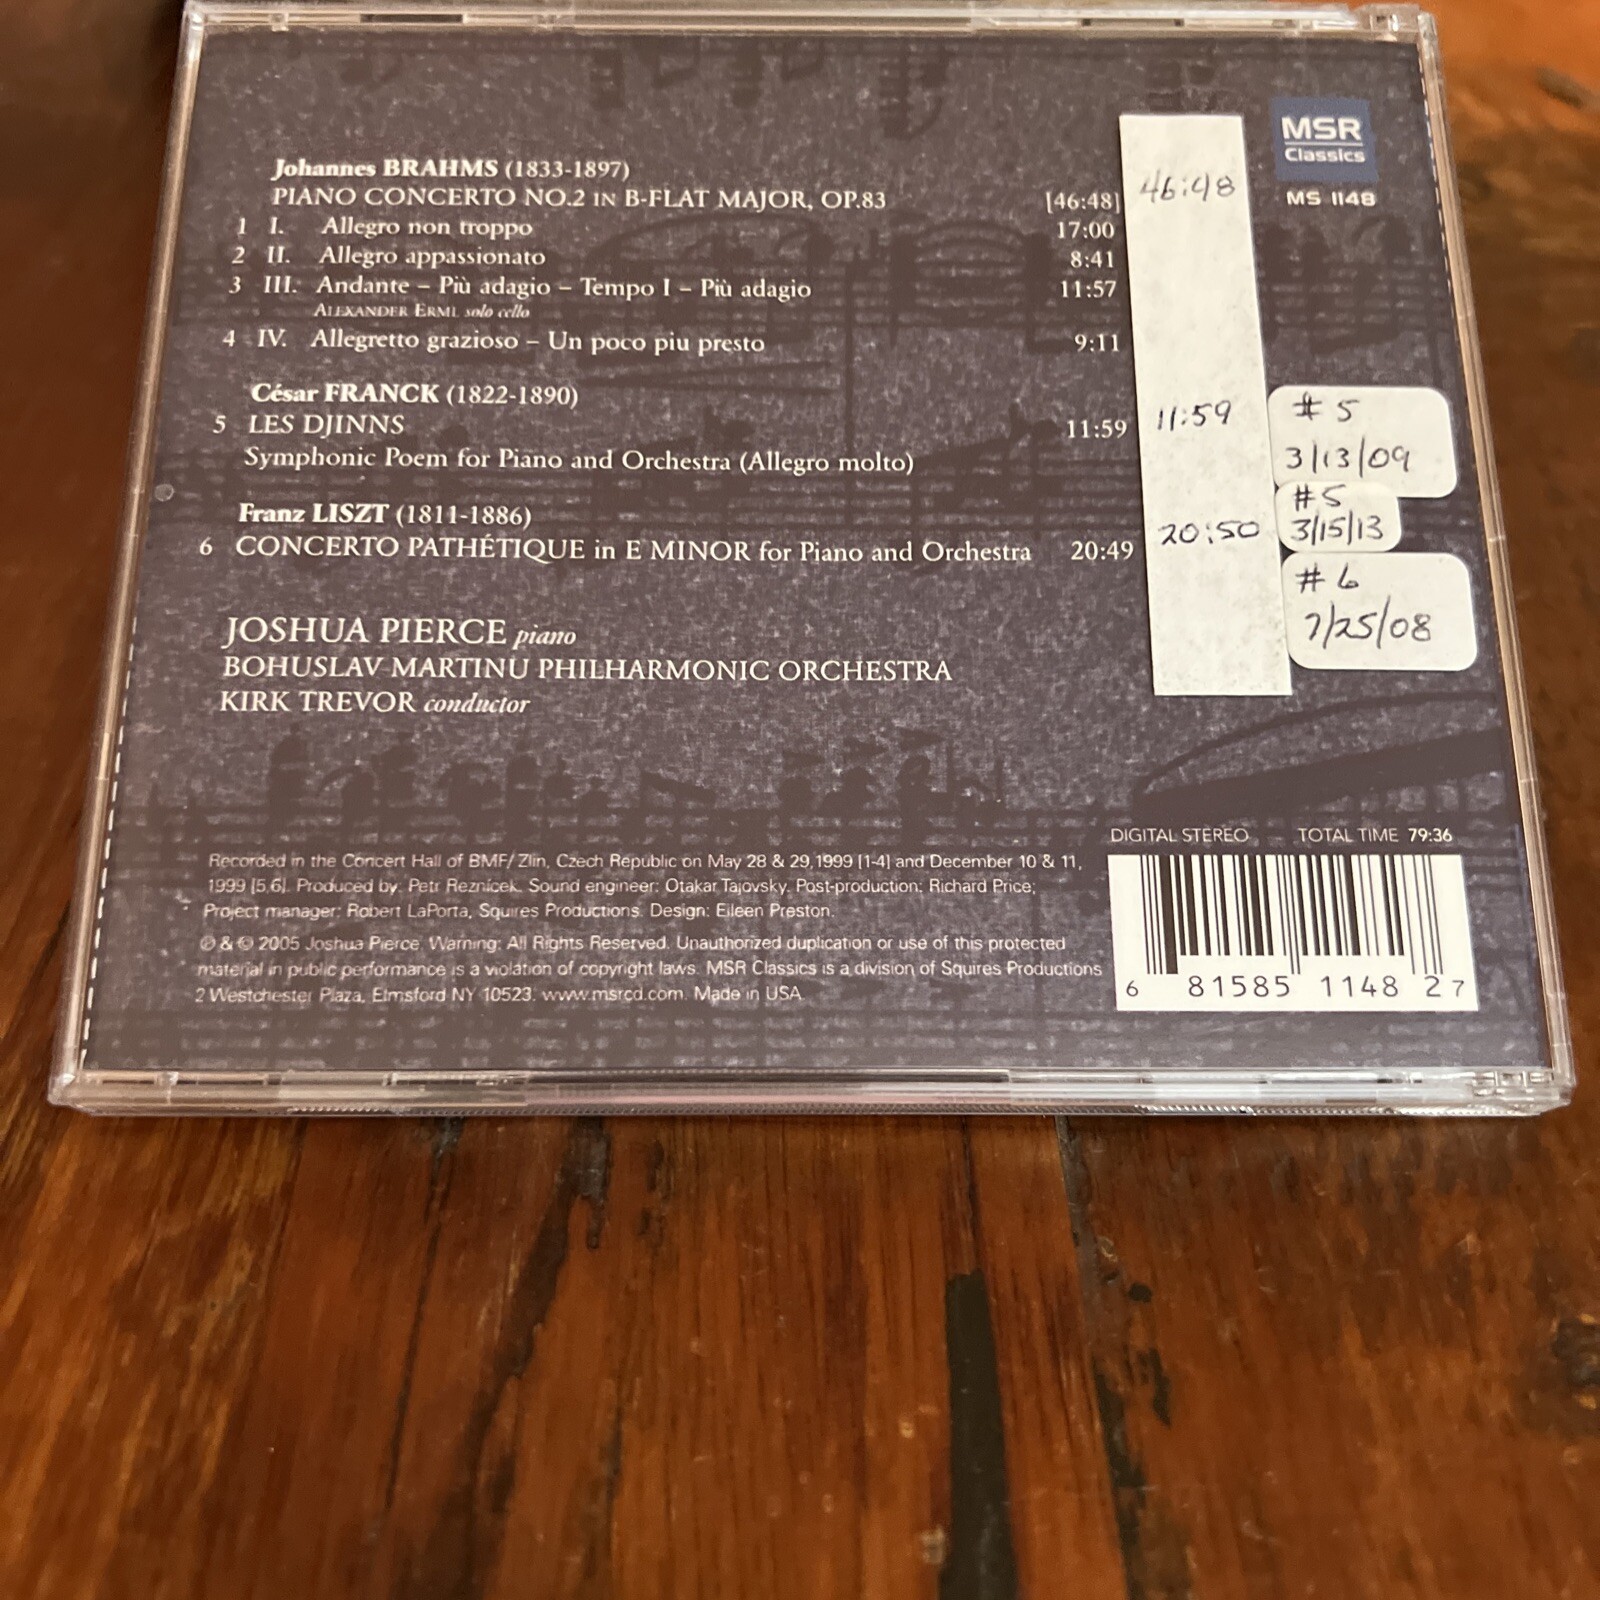 Johannes BRAHMS (1833-1897)
PIANO CONCERTO NO.2 IN B-FLAT MAJOR, OP.83 [46:48]
1 I. Allegro non troppo 17:00
2 II. Allegro appassionato 8:41
3 III. Andante – Più adagio – Tempo I – Più adagio 11:57
ALEXANDER ERML solo cello
4 IV. Allegretto grazioso – Un poco piu presto 9:11
César FRANCK (1822-1890)
5 LES DJINNS 11:59
Symphonic Poem for Piano and Orchestra (Allegro molto)
Franz LISZT (1811-1886)
6 CONCERTO PATHÉTIQUE in E MINOR for Piano and Orchestra 20:49
JOSHUA PIERCE piano
BOHUSLAV MARTINU PHILHARMONIC ORCHESTRA
KIRK TREVOR conductor
46:48
11:59
20:50
MSR
Classics
MS 1148
# 5
3/13/09
#5
3/15/13
# 6
7/25/08
DIGITAL STEREO TOTAL TIME 79:36
Recorded in the Concert Hall of BMF/ Zlin, Czech Republic on May 28 & 29, 1999 [1-4] and December 10 & 11,
1999 [5,6]. Produced by: Petr Reznícek. Sound engineer: Otakar Tajovsky. Post-production: Richard Price;
Project manager: Robert LaPorta, Squires Productions. Design: Eileen Preston.
℗ & © 2005 Joshua Pierce. Warning: All Rights Reserved. Unauthorized duplication or use of this protected
material in public performance is a violation of copyright laws. MSR Classics is a division of Squires Productions
2 Westchester Plaza, Elmsford NY 10523. www.msrcd.com. Made in USA
6 81585 1148 2 7